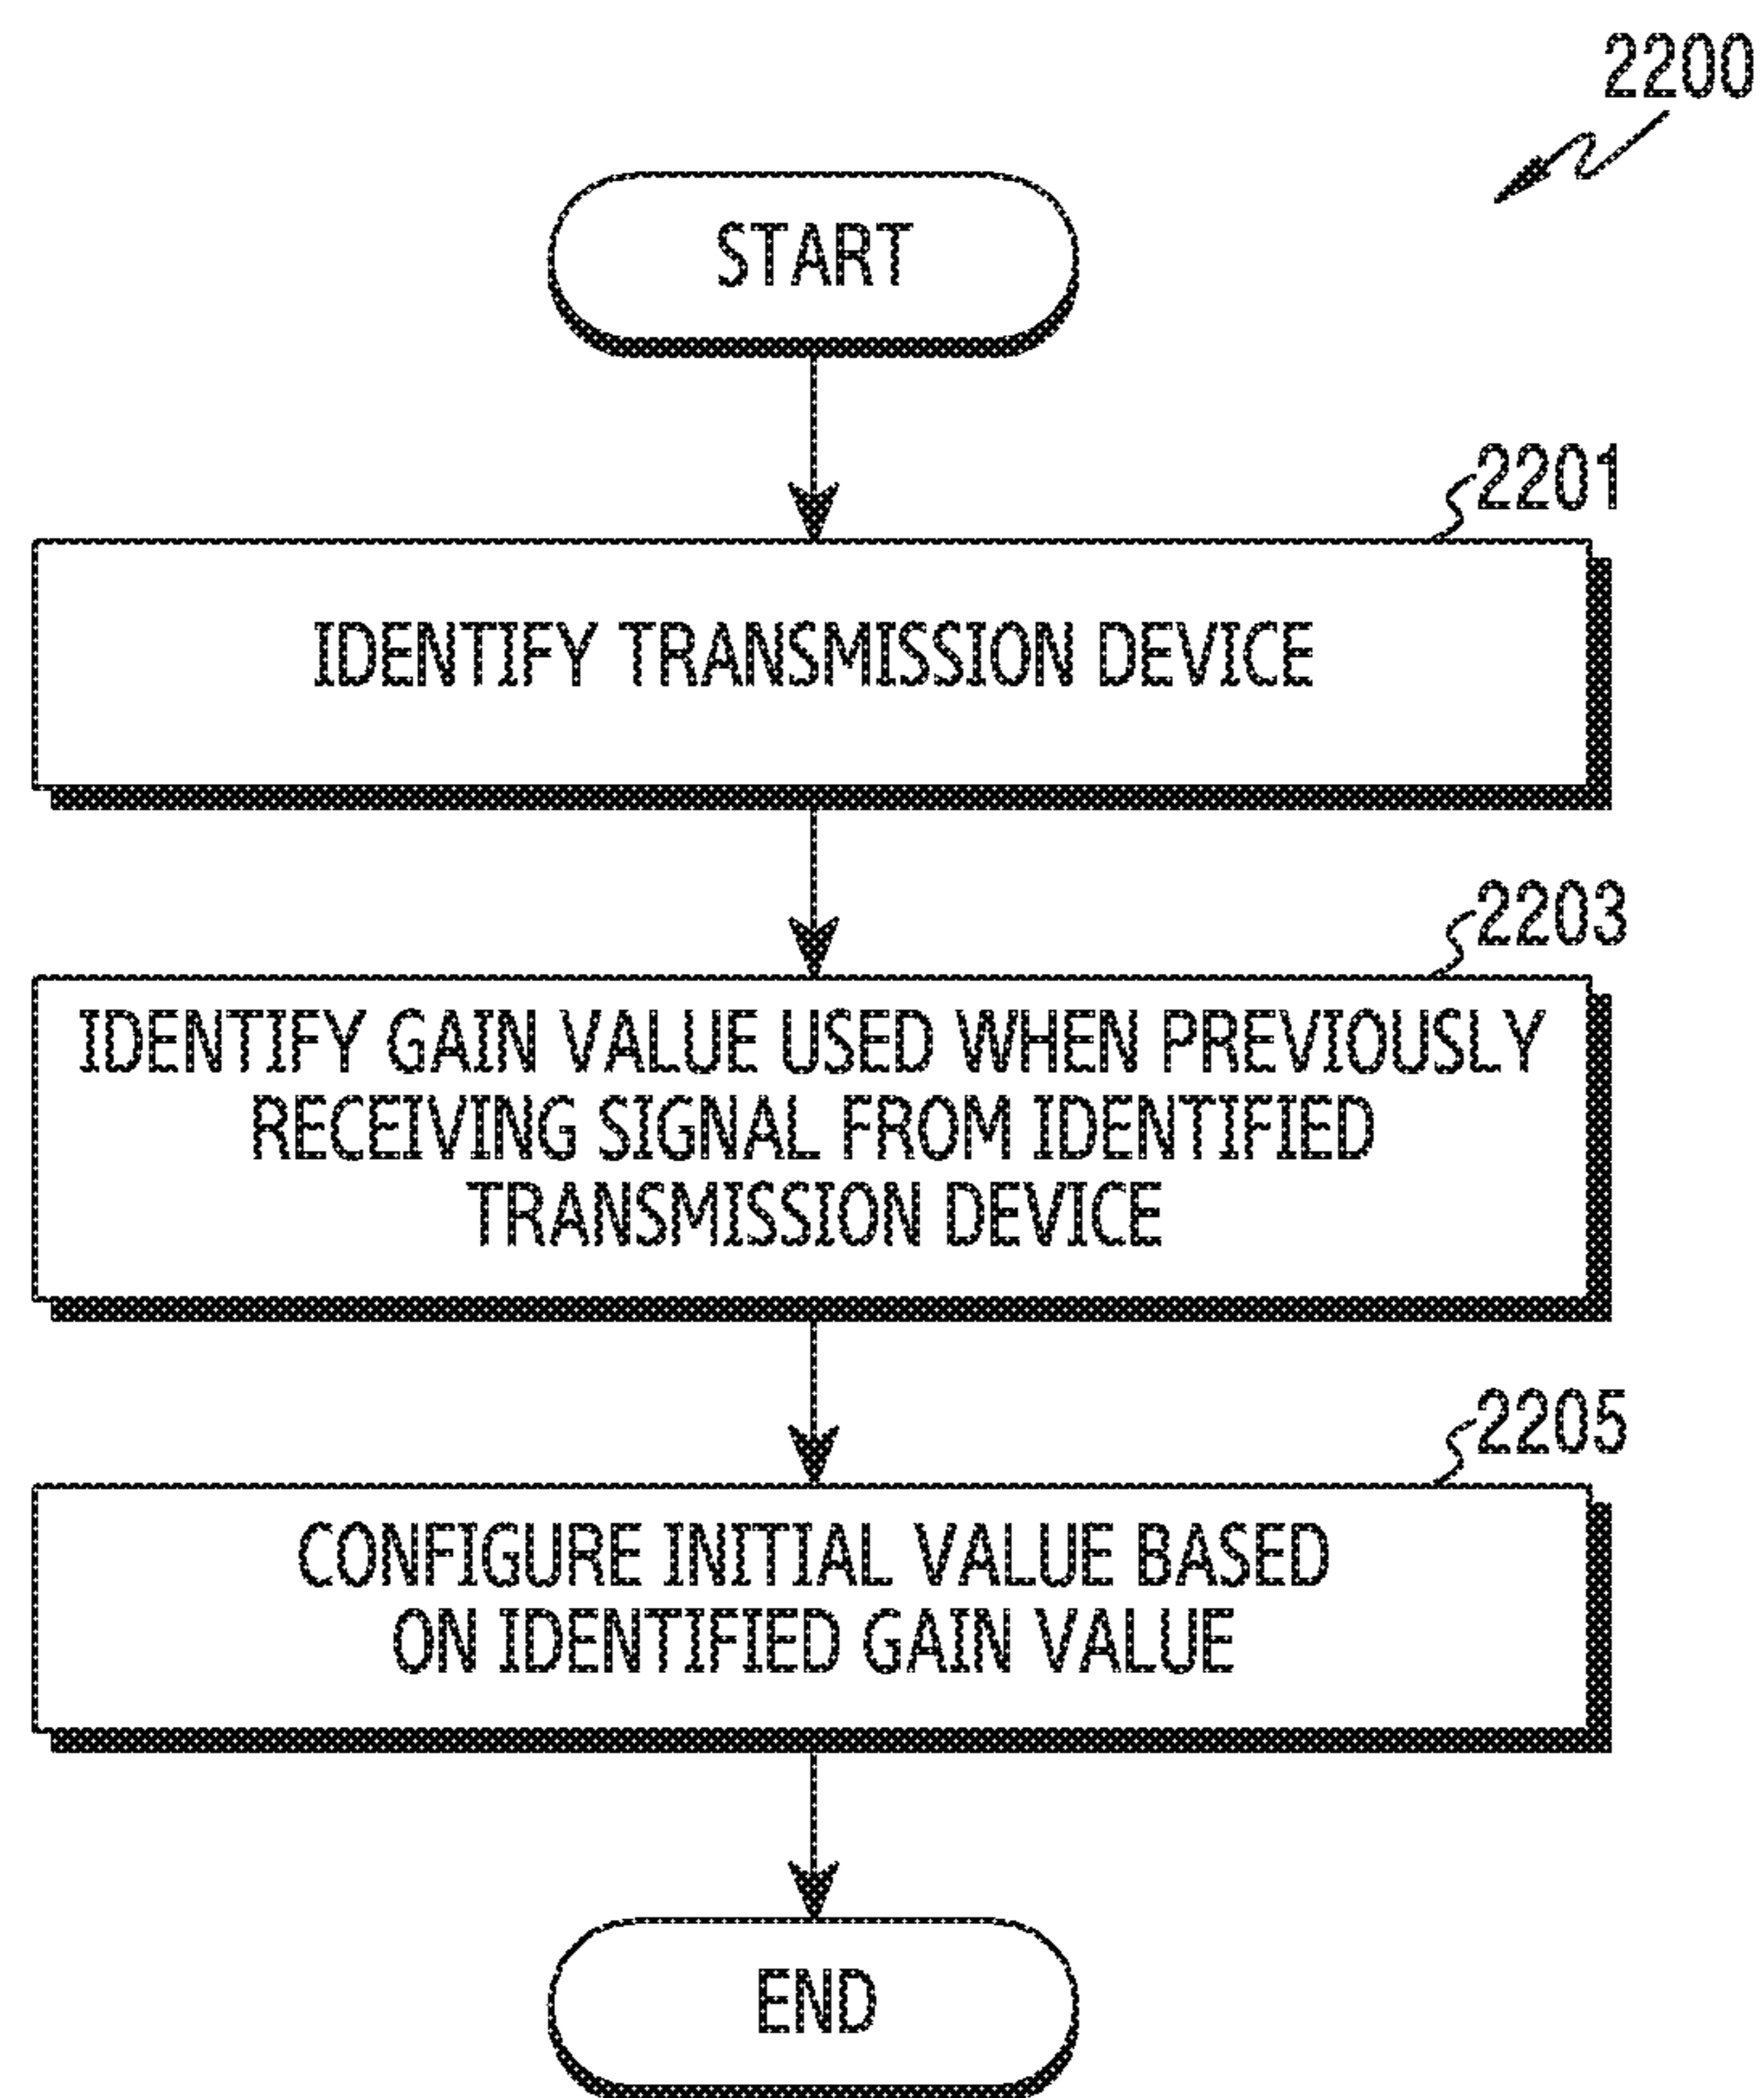 2200
START
2201
IDENTIFY TRANSMISSION DEVICE
2203
IDENTIFY GAIN VALUE USED WHEN PREVIOUSLY
RECEIVING SIGNAL FROM IDENTIFIED
TRANSMISSION DEVICE
2205
CONFIGURE INITIAL VALUE BASED
ON IDENTIFIED GAIN VALUE
END